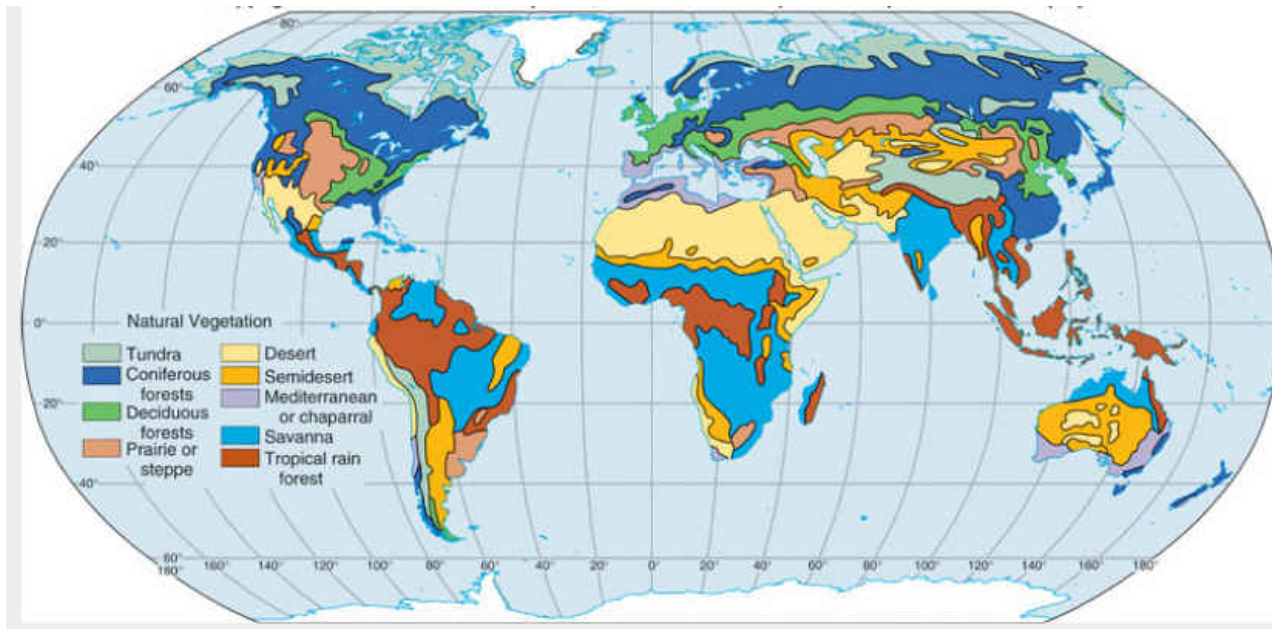 80°
60°
40°
20°
0°
20°
40°
60°
180°
160°
140°
120°
100°
80°
60°
40°
20°
0°
20°
40°
60°
80°
100°
120°
140°
160°
180°
Natural Vegetation
Tundra
Coniferous
forests
Deciduous
forests
Prairie or
steppe
Desert
Semidesert
Mediterranean
or chaparral
Savanna
Tropical rain
forest